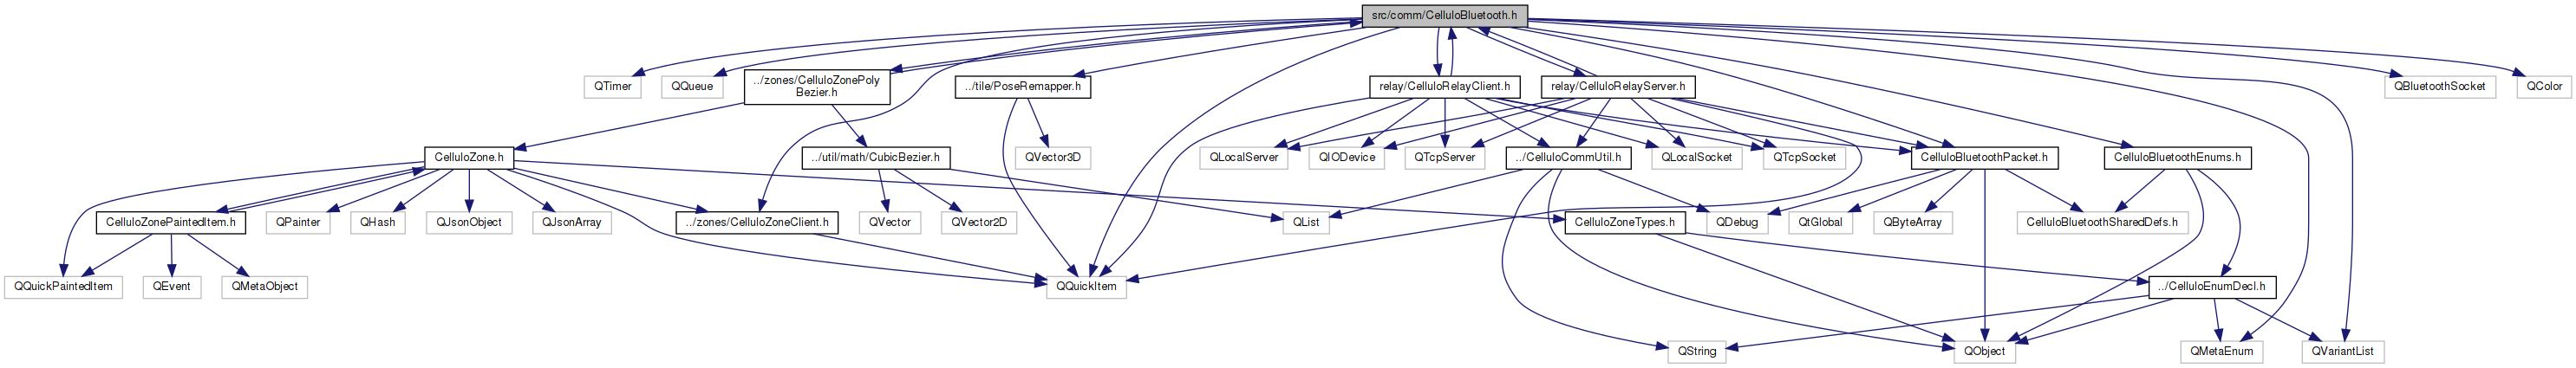 src/comm/CelluloBluetooth.h
QTimer
QQueue
../zones/CelluloZonePoly
Bezier.h
../tile/PoseRemapper.h
relay/CelluloRelayClient.h
relay/CelluloRelayServer.h
QBluetoothSocket
QColor
CelluloZone.h
../util/math/CubicBezier.h
QVector3D
QLocalServer
QIODevice
QTcpServer
../CelluloCommUtil.h
QLocalSocket
QTcpSocket
CelluloBluetoothPacket.h
CelluloBluetoothEnums.h
CelluloZonePaintedItem.h
QPainter
QHash
QJsonObject
QJsonArray
../zones/CelluloZoneClient.h
QVector
QVector2D
QList
CelluloZoneTypes.h
QDebug
QtGlobal
QByteArray
CelluloBluetoothSharedDefs.h
QQuickPaintedItem
QEvent
QMetaObject
QQuickItem
../CelluloEnumDecl.h
QString
QObject
QMetaEnum
QVariantList